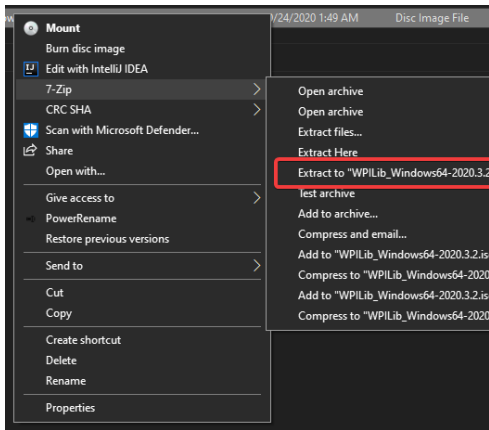 /24/2020 1:49 AM Disc Image File
Mount
Burn disc image
IJ Edit with IntelliJ IDEA
7-Zip
CRC SHA
Scan with Microsoft Defender...
Share
Open with...
Give access to
PowerRename
Restore previous versions
Send to
Cut
Copy
Create shortcut
Delete
Rename
Properties
Open archive
Open archive
Extract files...
Extract Here
Extract to "WPILib_Windows64-2020.3.2
Test archive
Add to archive...
Compress and email...
Add to "WPILib_Windows64-2020.3.2.is
Compress to "WPILib_Windows64-2020
Add to "WPILib_Windows64-2020.3.2.is
Compress to "WPILib_Windows64-2020